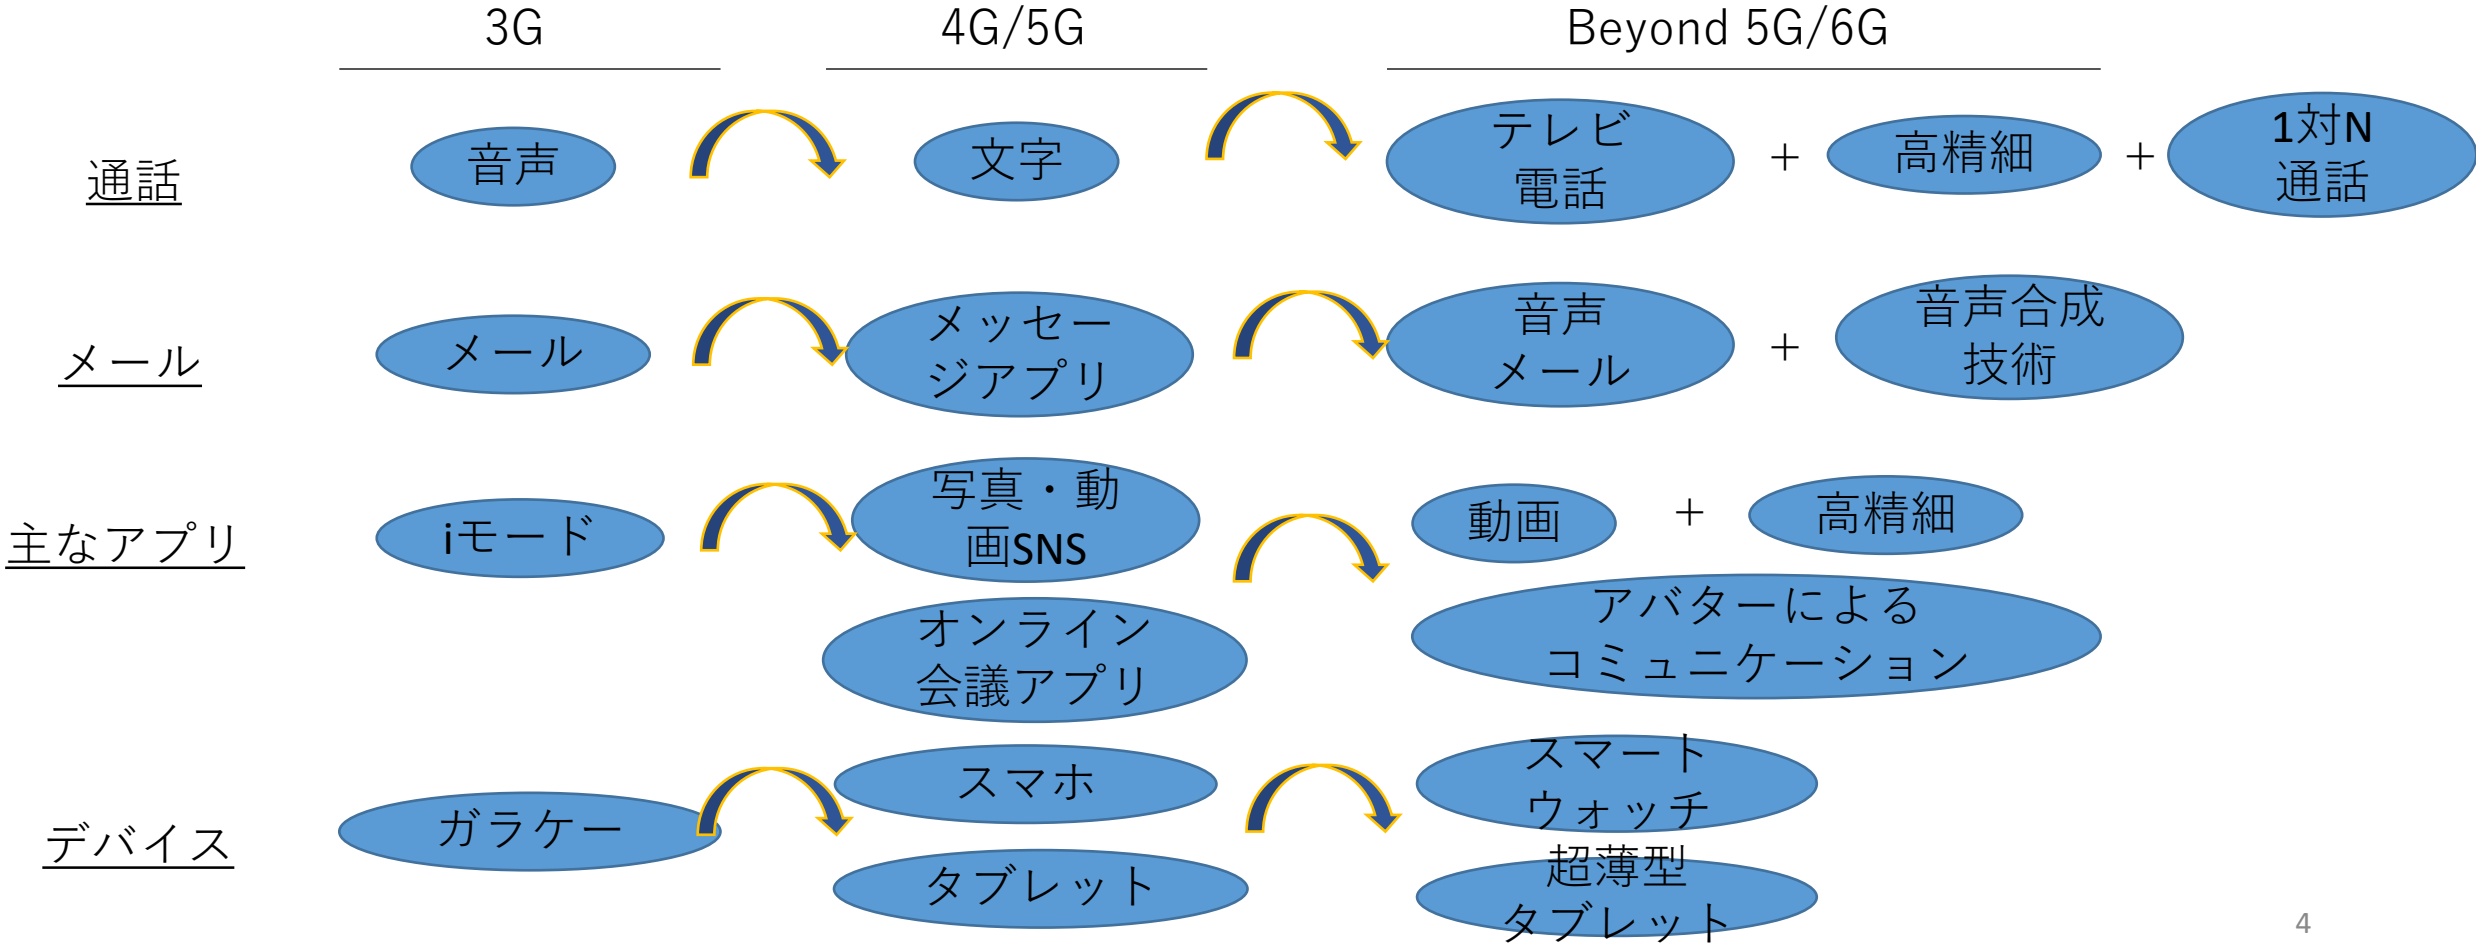 3G
4G/5G
Beyond 5G/6G
通話
音声
文字
テレビ
電話
+
高精細
+
1対N
通話
メール
メール
メッセー
ジアプリ
音声
メール
+
音声合成
技術
主なアプリ
iモード
写真・動
画SNS
オンライン
会議アプリ
動画
+
高精細
アバターによる
コミュニケーション
デバイス
ガラケー
スマホ
タブレット
スマート
ウォッチ
超薄型
タブレット
4